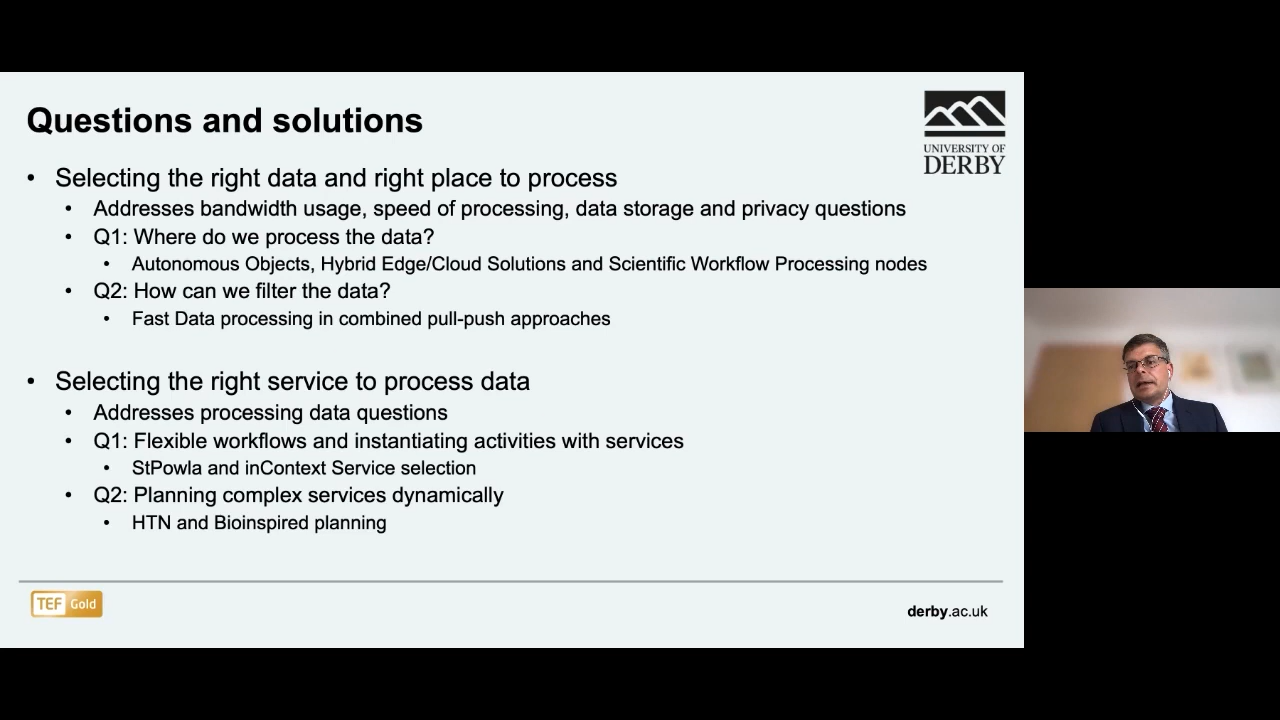 Questions and solutions
UNIVERSITY OF
DERBY
• Selecting the right data and right place to process
• Addresses bandwidth usage, speed of processing, data storage and privacy questions
• Q1: Where do we process the data?
• Autonomous Objects, Hybrid Edge/Cloud Solutions and Scientific Workflow Processing nodes
• Q2: How can we filter the data?
• Fast Data processing in combined pull-push approaches
• Selecting the right service to process data
• Addresses processing data questions
• Q1: Flexible workflows and instantiating activities with services
• StPowla and inContext Service selection
• Q2: Planning complex services dynamically
• HTN and Bioinspired planning
TEF Gold
derby.ac.uk